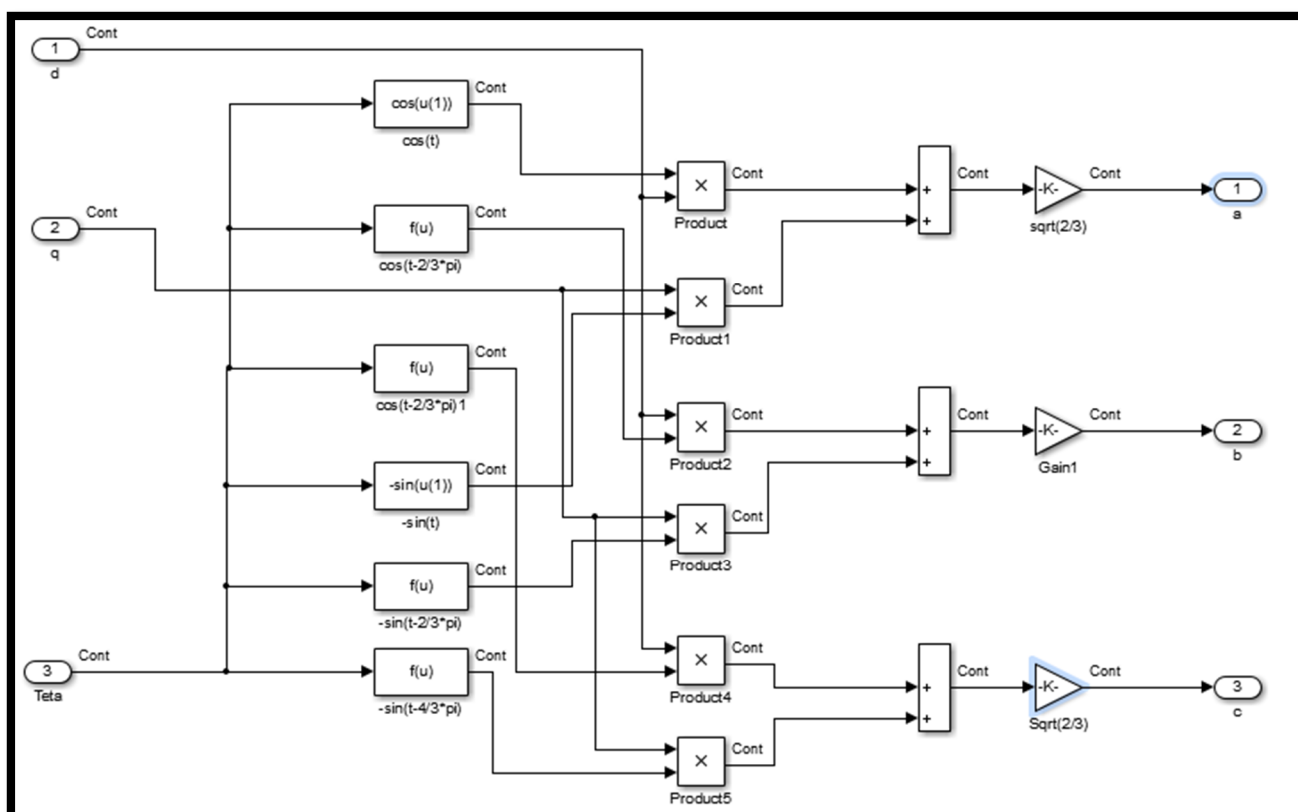 Cont
1
d
Cont
cos(u(1))
cos(t)
Cont
×
Product
Cont
+
+
Cont
-K-
sqrt(2/3)
Cont
1
a
Cont
2
q
f(u)
cos(t-2/3*pi)
Cont
×
Product1
Cont
f(u)
cos(t-2/3*pi)1
Cont
×
Product2
Cont
+
+
Cont
-K-
Gain1
Cont
2
b
-sin(u(1))
-sin(t)
Cont
×
Product3
Cont
f(u)
-sin(t-2/3*pi)
Cont
Cont
3
Teta
f(u)
-sin(t-4/3*pi)
Cont
×
Product4
Cont
+
+
Cont
-K-
Sqrt(2/3)
Cont
3
c
×
Product5
Cont